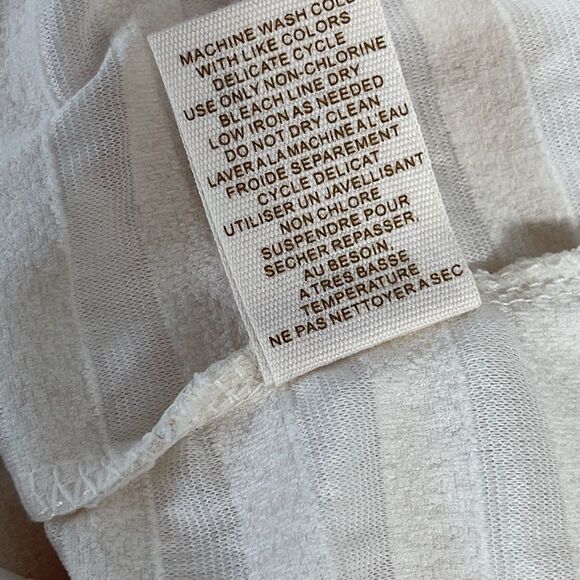 MACHINE WASH COLD
WITH LIKE COLORS
DELICATE CYCLE
USE ONLY NON-CHLORINE
BLEACH LINE DRY
LOW IRON AS NEEDED
DO NOT DRY CLEAN
LAVER A LA MACHINE A L'EAU
FROIDE SEPAREMENT
CYCLE DELICAT
UTILISER UN JAVELLISANT
NON CHLORE
SUSPENDRE POUR
SECHER REPASSER,
AU BESOIN,
A TRES BASSE
TEMPERATURE
NE PAS NETTOYER A SEC